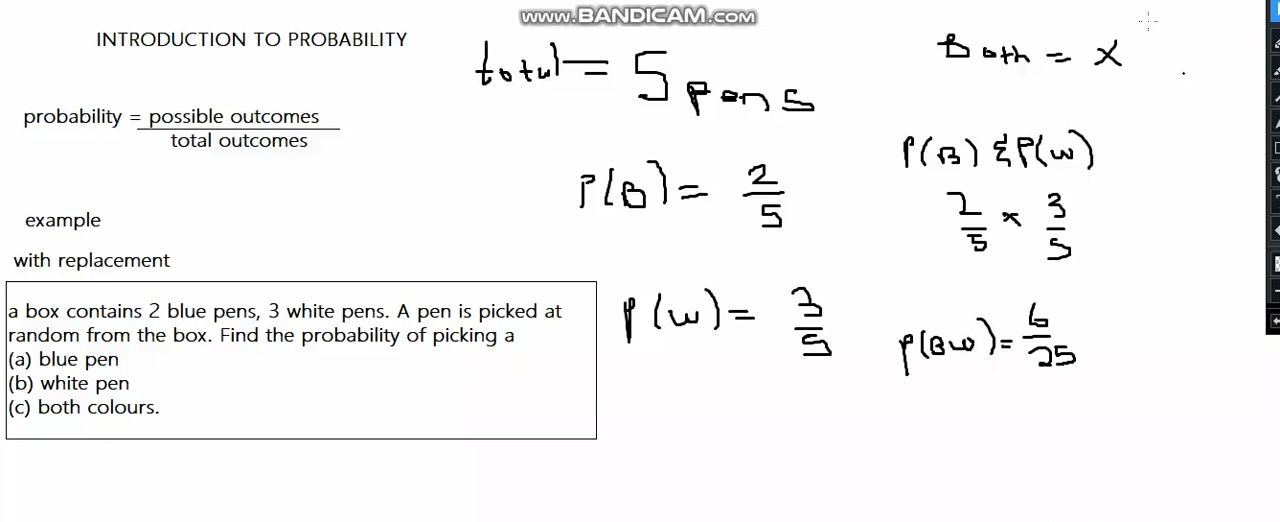 www.BANDICAM.com
INTRODUCTION TO PROBABILITY
probability = possible outcomes
total outcomes
example
with replacement
a box contains 2 blue pens, 3 white pens. A pen is picked at
random from the box. Find the probability of picking a
(a) blue pen
(b) white pen
(c) both colours.
total = 5 pens
P(B) = 2/5
P(W) = 3/5
Both = x
P(B) & P(W)
2/5 × 3/5
P(BW) = 6/25